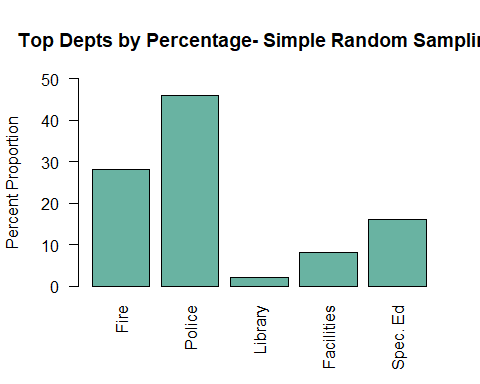 Top Depts by Percentage- Simple Random Samplin
Percent Proportion
50
40
30
20
10
0
Fire
Police
Library
Facilities
Spec. Ed